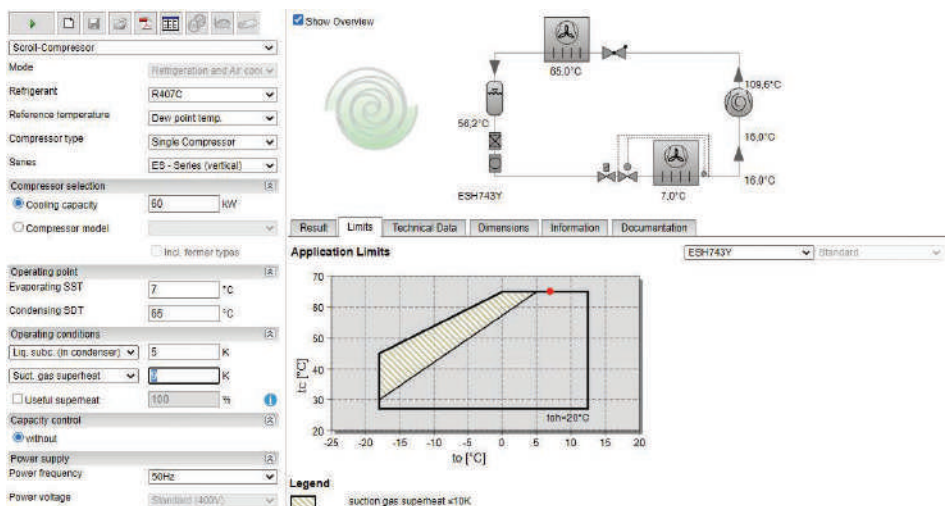 Show Overview
Scroll-Compressor
Mode
Refrigeration and Air con
Refrigerant
R407C
Reference temperature
Dew point temp.
Compressor type
Single Compressor
Series
ES - Series (vertical)
Compressor selection
Cooling capacity
60
kW
Compressor model
Incl. former types
Operating point
Evaporating SST
7
°C
Condensing SDT
65
°C
Operating conditions
Liq. subc. (in condenser)
5
K
Suct. gas superheat
K
Useful superheat
100
%
Capacity control
without
Power supply
Power frequency
50Hz
Power voltage
Standard (400V)
65,0°C
109,6°C
56,2°C
16,0°C
16,0°C
ESH743Y
7,0°C
Result
Limits
Technical Data
Dimensions
Information
Documentation
Application Limits
ESH743Y
Standard
70
60
50
40
30
20
tc [°C]
toh=20°C
-25 -20 -15 -10 -5 0 5 10 15 20
to [°C]
Legend
suction gas superheat ≤10K